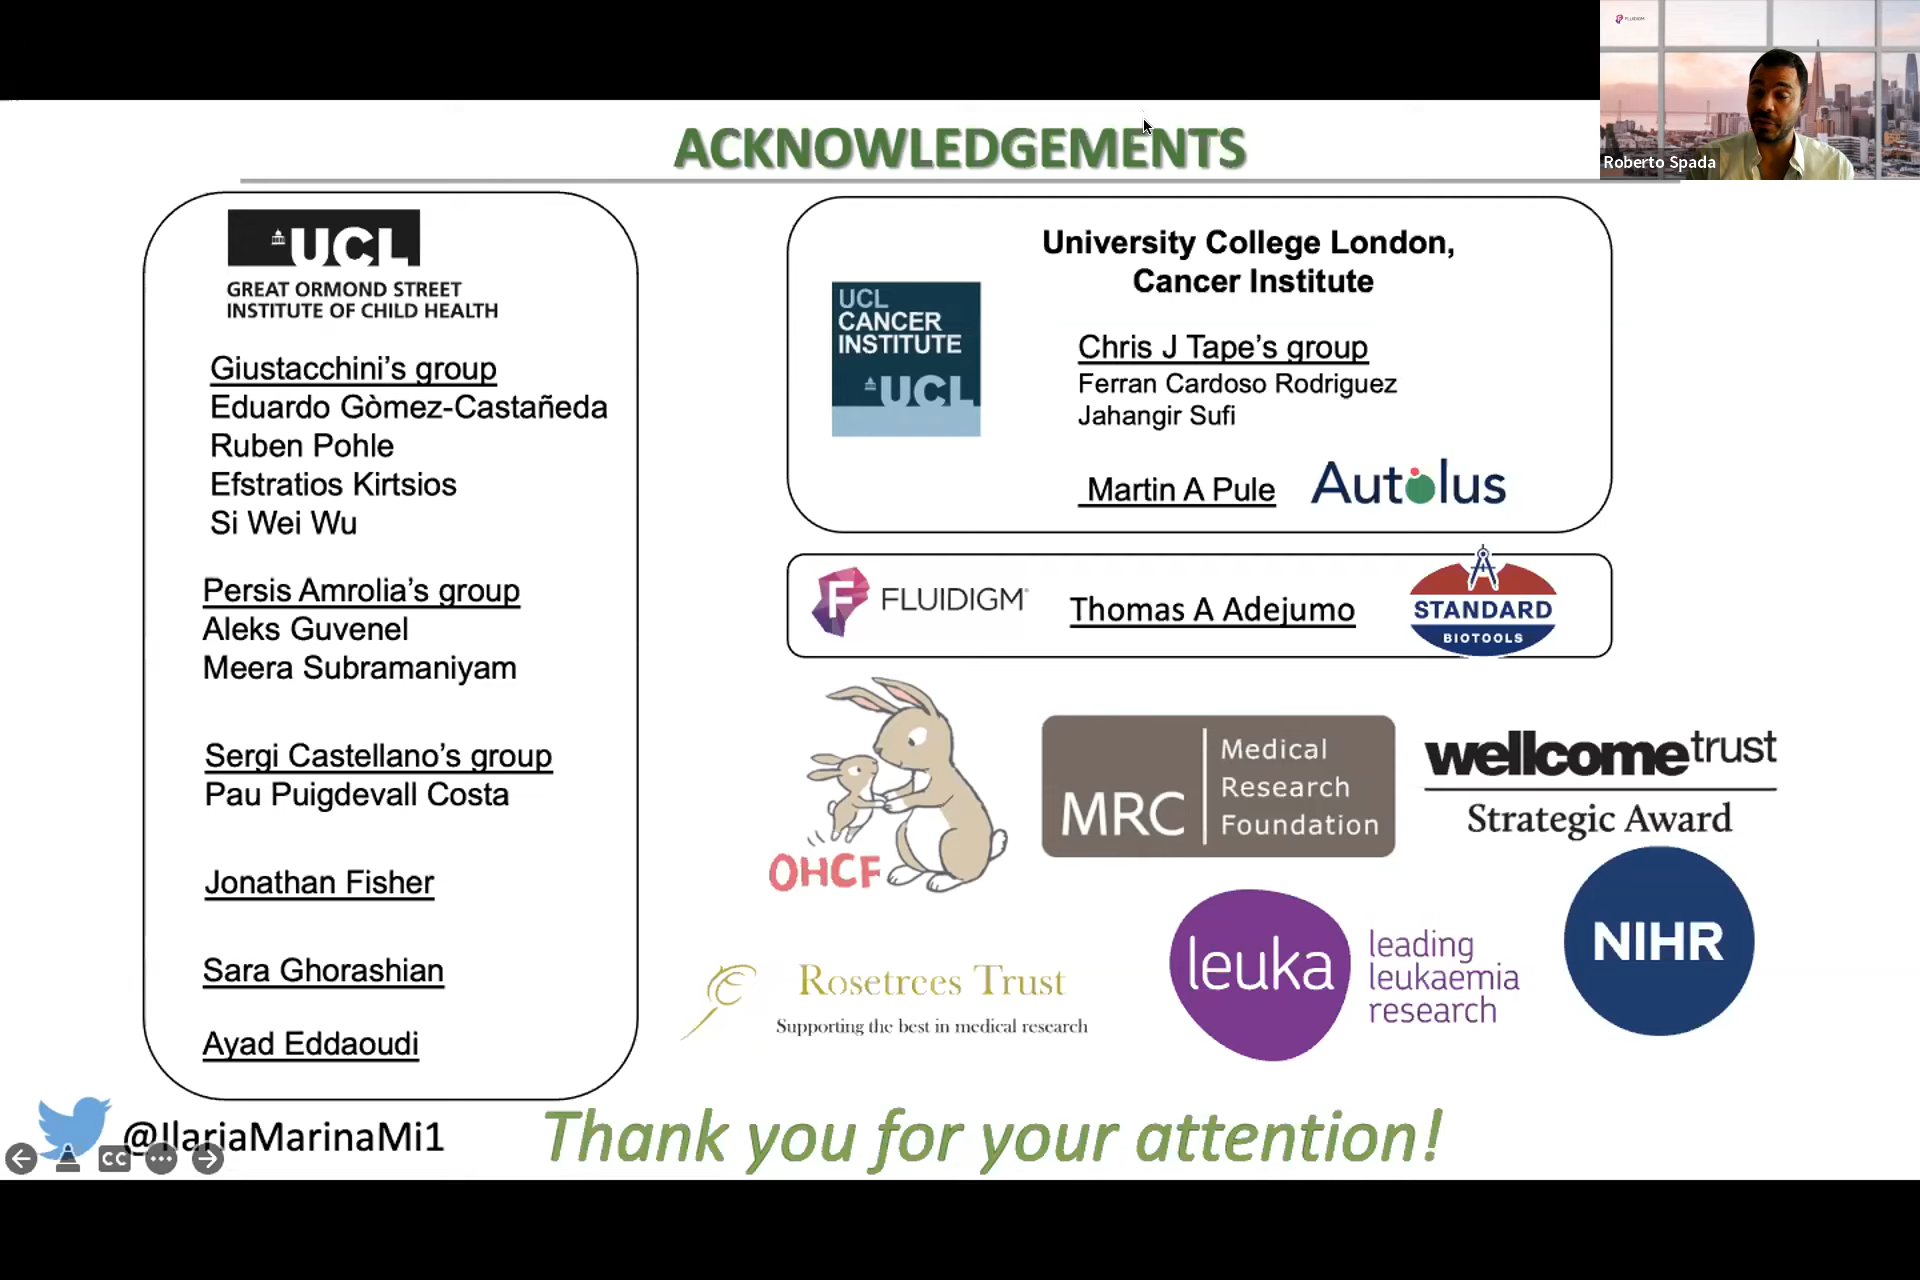 FLUIDIGM
Roberto Spada
ACKNOWLEDGEMENTS
UCL
GREAT ORMOND STREET
INSTITUTE OF CHILD HEALTH
Giustacchini’s group
Eduardo Gòmez-Castañeda
Ruben Pohle
Efstratios Kirtsios
Si Wei Wu
Persis Amrolia’s group
Aleks Guvenel
Meera Subramaniyam
Sergi Castellano’s group
Pau Puigdevall Costa
Jonathan Fisher
Sara Ghorashian
Ayad Eddaoudi
University College London,
Cancer Institute
UCL
CANCER
INSTITUTE
UCL
Chris J Tape’s group
Ferran Cardoso Rodriguez
Jahangir Sufi
Martin A Pule
Autolus
F FLUIDIGM
Thomas A Adejumo
STANDARD
BIOTOOLS
OHCF
MRC
Medical
Research
Foundation
wellcometrust
Strategic Award
Rosetrees Trust
Supporting the best in medical research
leuka
leading
leukaemia
research
NIHR
@IlariaMarinaMi1
CC
Thank you for your attention!